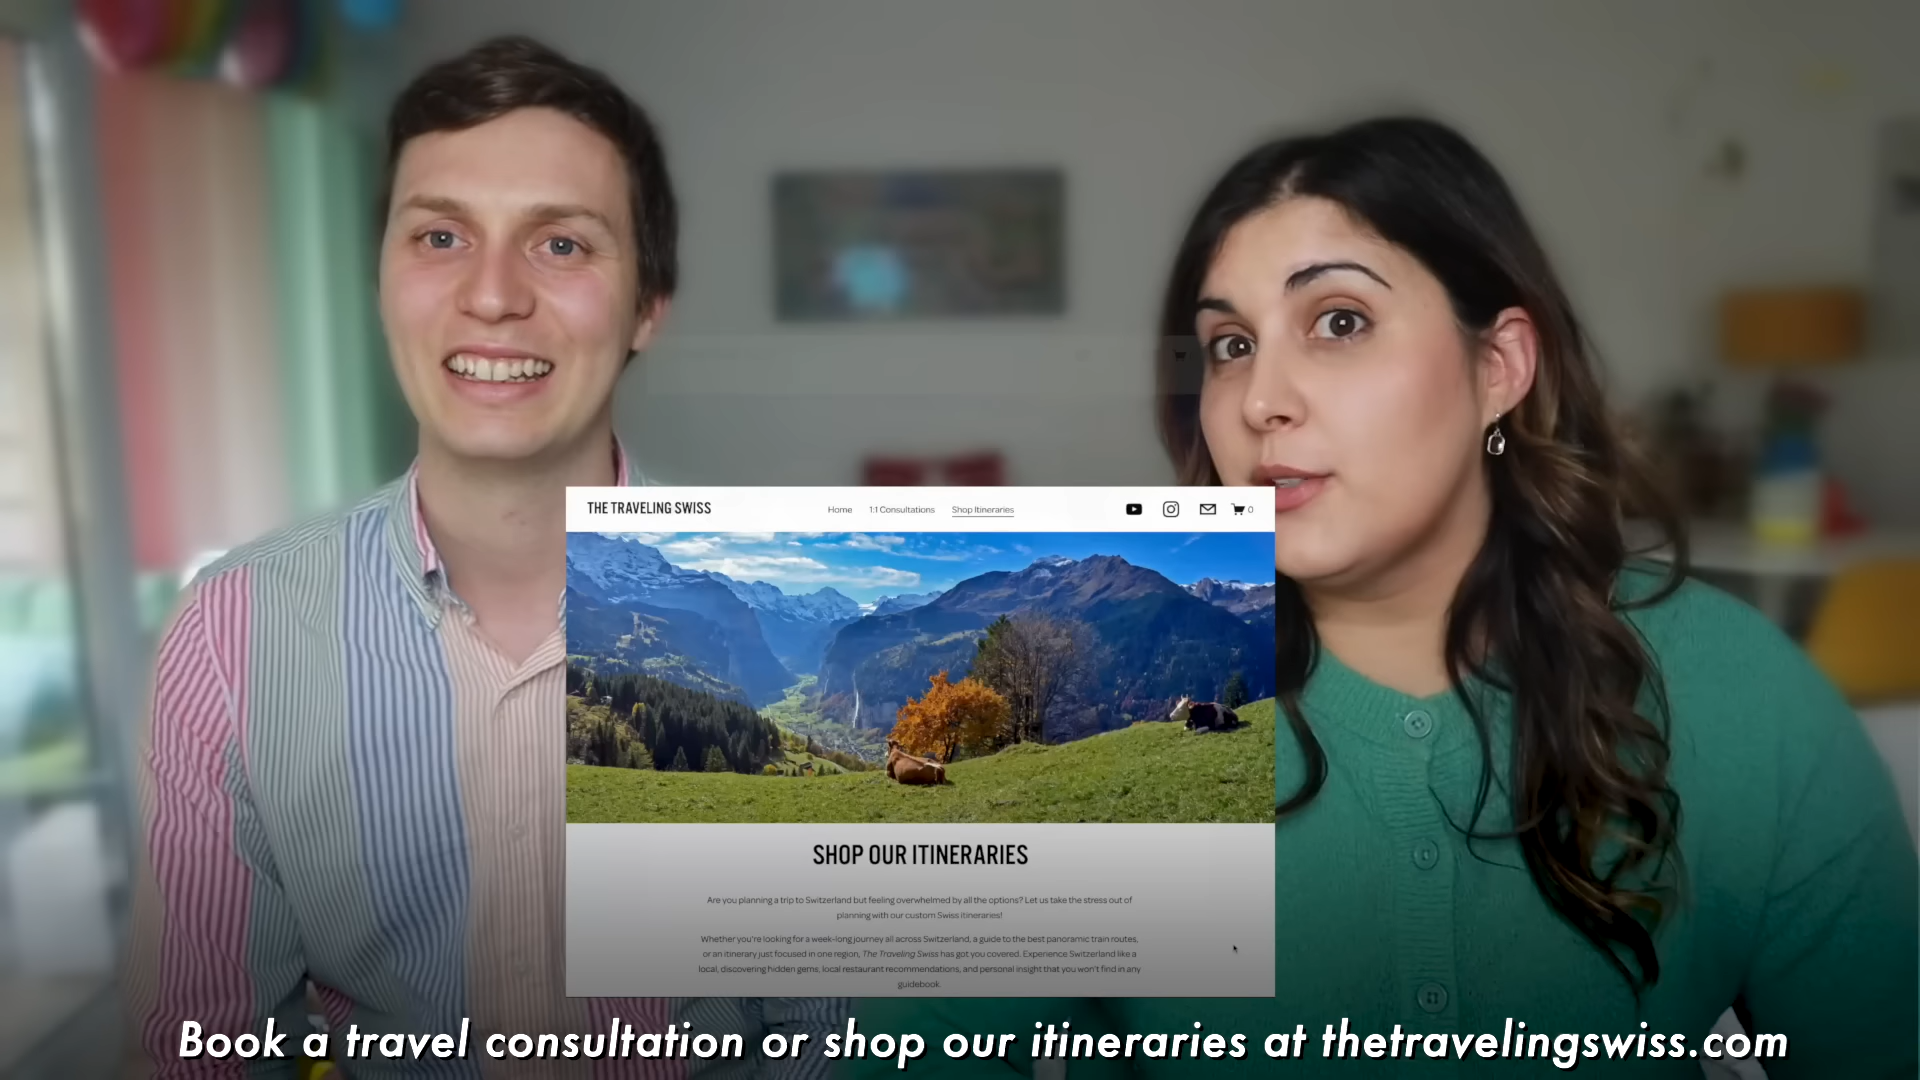 THE TRAVELING SWISS
Home 1:1 Consultations Shop Itineraries 0
SHOP OUR ITINERARIES
Are you planning a trip to Switzerland but feeling overwhelmed by all the options? Let us take the stress out of
planning with our custom Swiss itineraries!
Whether you're looking for a week-long journey all across Switzerland, a guide to the best panoramic train routes,
or an itinerary just focused in one region, The Traveling Swiss has got you covered. Experience Switzerland like a
local, discovering hidden gems, local restaurant recommendations, and personal insight that you won't find in any
guidebook.
Book a travel consultation or shop our itineraries at thetravelingswiss.com